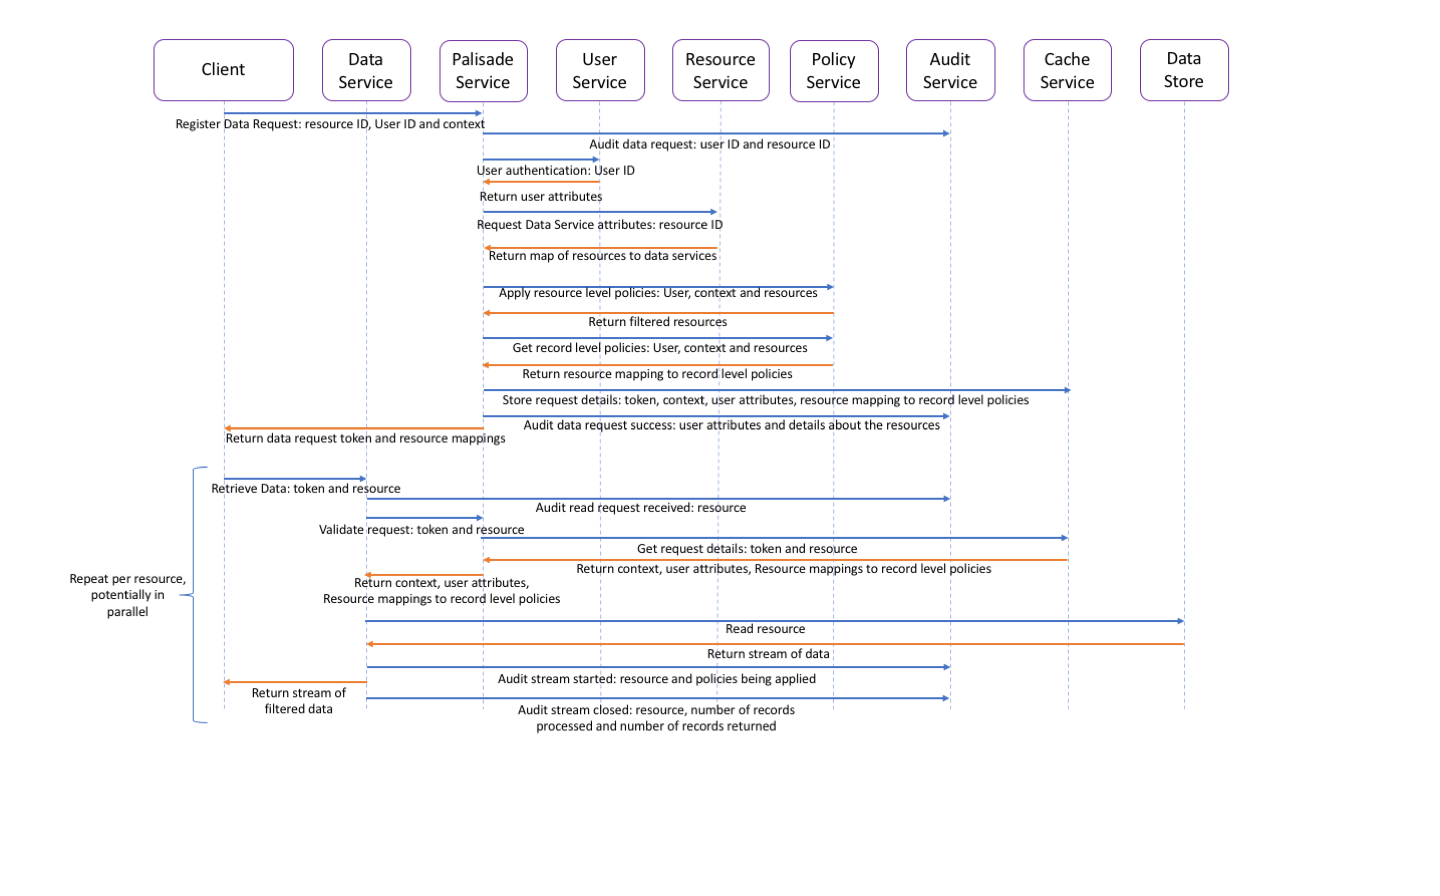 Client
Data
Service
Palisade
Service
User
Service
Resource
Service
Policy
Service
Audit
Service
Cache
Service
Data
Store
Register Data Request: resource ID, User ID and context
Audit data request: user ID and resource ID
User authentication: User ID
Return user attributes
Request Data Service attributes: resource ID
Return map of resources to data services
Apply resource level policies: User, context and resources
Return filtered resources
Get record level policies: User, context and resources
Return resource mapping to record level policies
Store request details: token, context, user attributes, resource mapping to record level policies
Audit data request success: user attributes and details about the resources
Return data request token and resource mappings
Retrieve Data: token and resource
Audit read request received: resource
Validate request: token and resource
Get request details: token and resource
Return context, user attributes, Resource mappings to record level policies
Return context, user attributes,
Resource mappings to record level policies
Repeat per resource,
potentially in
parallel
Read resource
Return stream of data
Audit stream started: resource and policies being applied
Return stream of
filtered data
Audit stream closed: resource, number of records
processed and number of records returned